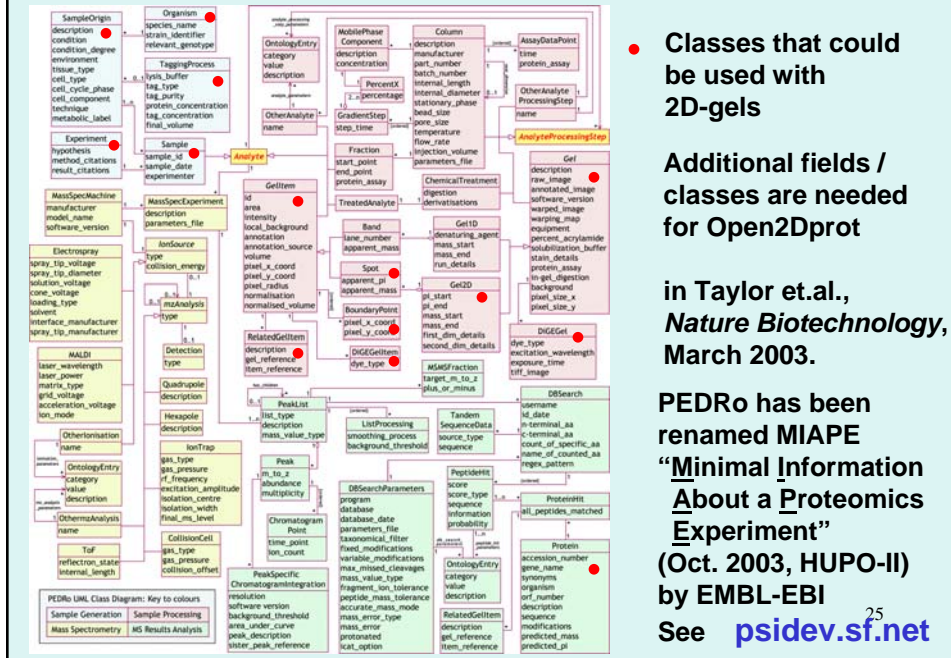 SampleOrigin
description
condition
condition_degree
environment
tissue_type
cell_type
cell_cycle_phase
cell_component
technique
metabolic_label
Organism
species_name
strain_identifier
relevant_genotype
TaggingProcess
lysis_buffer
tag_type
tag_purity
protein_concentration
tag_concentration
final_volume
Experiment
hypothesis
method_citations
result_citations
Sample
sample_id
sample_date
experimenter
Analyte
OntologyEntry
category
value
description
OtherAnalyte
name
MobilePhase
Component
description
concentration
PercentX
percentage
GradientStep
step_time
Column
description
manufacturer
part_number
batch_number
internal_length
internal_diameter
stationary_phase
bead_size
pore_size
temperature
flow_rate
injection_volume
parameters_file
AssayDataPoint
time
protein_assay
OtherAnalyte
ProcessingStep
name
AnalyteProcessingStep
Fraction
start_point
end_point
protein_assay
ChemicalTreatment
digestion
derivatisations
TreatedAnalyte
Gel
description
raw_image
annotated_image
software_version
warped_image
warping_map
equipment
percent_acrylamide
solubilization_buffer
stain_details
protein_assay
in-gel_digestion
background
pixel_size_x
pixel_size_y
GelItem
id
area
intensity
local_background
annotation
annotation_source
volume
pixel_x_coord
pixel_y_coord
pixel_radius
normalisation
normalised_volume
Band
lane_number
apparent_mass
Gel1D
denaturing_agent
mass_start
mass_end
run_details
Spot
apparent_pi
apparent_mass
Gel2D
pi_start
pi_end
mass_start
mass_end
first_dim_details
second_dim_details
BoundaryPoint
pixel_x_coord
pixel_y_coord
RelatedGelItem
description
gel_reference
item_reference
DiGEGelItem
dye_type
DiGEGel
dye_type
excitation_wavelength
exposure_time
tiff_image
MassSpecMachine
manufacturer
model_name
software_version
MassSpecExperiment
description
parameters_file
Electrospray
spray_tip_voltage
spray_tip_diameter
solution_voltage
cone_voltage
loading_type
solvent
interface_manufacturer
spray_tip_manufacturer
IonSource
type
collision_energy
mzAnalysis
type
Detection
type
MALDI
laser_wavelength
laser_power
matrix_type
grid_voltage
acceleration_voltage
ion_mode
Quadrupole
description
Hexapole
description
OtherIonisation
name
IonTrap
gas_type
gas_pressure
rf_frequency
excitation_amplitude
isolation_centre
isolation_width
final_ms_level
OntologyEntry
category
value
description
OthermzAnalysis
name
ToF
reflectron_state
internal_length
CollisionCell
gas_type
gas_pressure
collision_offset
PeakList
list_type
description
mass_value_type
MSMSFraction
target_m_to_z
plus_or_minus
ListProcessing
smoothing_process
background_threshold
Tandem
SequenceData
source_type
sequence
DBSearch
username
id_date
n-terminal_aa
c-terminal_aa
count_of_specific_aa
name_of_counted_aa
regex_pattern
Peak
m_to_z
abundance
multiplicity
Chromatogram
Point
time_point
ion_count
PeakSpecific
ChromatogramIntegration
resolution
software version
background_threshold
area_under_curve
peak_description
sister_peak_reference
DBSearchParameters
program
database
database_date
parameters_file
taxonomical_filter
fixed_modifications
variable_modifications
max_missed_cleavages
mass_value_type
fragment_ion_tolerance
peptide_mass_tolerance
accurate_mass_mode
mass_error_type
mass_error
protonated
icat_option
PeptideHit
score
score_type
sequence
information
probability
ProteinHit
all_peptides_matched
OntologyEntry
category
value
description
RelatedGelItem
description
gel_reference
item_reference
Protein
accession_number
gene_name
synonyms
organism
orf_number
description
sequence
modifications
predicted_mass
predicted_pi
PEDRo UML Class Diagram: Key to colours
Sample Generation Sample Processing
Mass Spectrometry MS Results Analysis
Classes that could
be used with
2D-gels
Additional fields /
classes are needed
for Open2Dprot
in Taylor et.al.,
Nature Biotechnology,
March 2003.
PEDRo has been
renamed MIAPE
“Minimal Information
About a Proteomics
Experiment”
(Oct. 2003, HUPO-II)
by EMBL-EBI
25
See psidev.sf.net